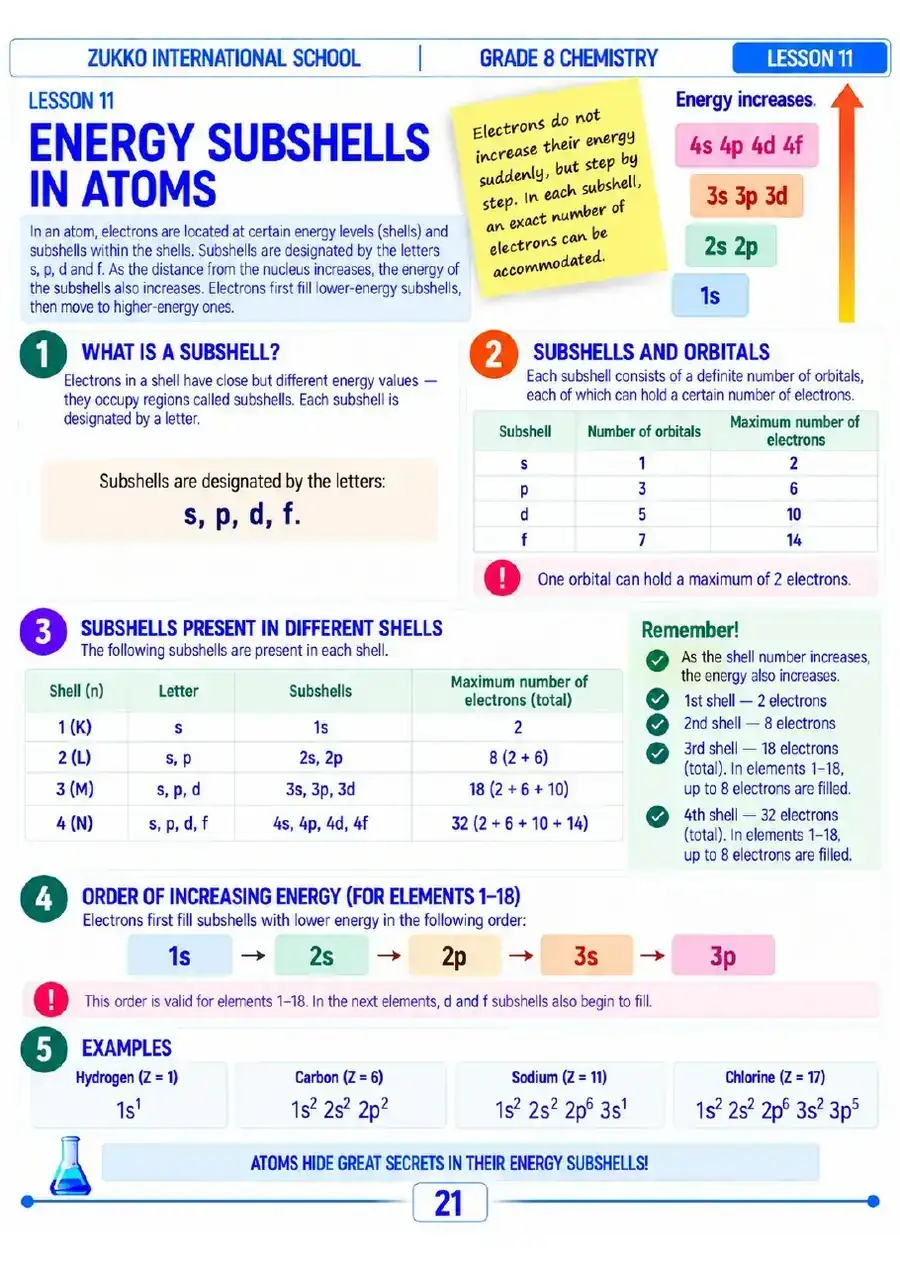 ZUKKO INTERNATIONAL SCHOOL | GRADE 8 CHEMISTRY LESSON 11
LESSON 11
ENERGY SUBSHELLS
IN ATOMS
In an atom, electrons are located at certain energy levels (shells) and
subshells within the shells. Subshells are designated by the letters
s, p, d and f. As the distance from the nucleus increases, the energy of
the subshells also increases. Electrons first fill lower-energy subshells,
then move to higher-energy ones.
Electrons do not
increase their energy
suddenly, but step by
step. In each subshell,
an exact number of
electrons can be
accommodated.
Energy increases.
4s 4p 4d 4f
3s 3p 3d
2s 2p
1s
1 WHAT IS A SUBSHELL?
Electrons in a shell have close but different energy values —
they occupy regions called subshells. Each subshell is
designated by a letter.
Subshells are designated by the letters:
s, p, d, f.
2 SUBSHELLS AND ORBITALS
Each subshell consists of a definite number of orbitals,
each of which can hold a certain number of electrons.
Subshell Number of orbitals Maximum number of electrons
s 1 2
p 3 6
d 5 10
f 7 14
! One orbital can hold a maximum of 2 electrons.
3 SUBSHELLS PRESENT IN DIFFERENT SHELLS
The following subshells are present in each shell.
Shell (n) Letter Subshells Maximum number of electrons (total)
1 (K) s 1s 2
2 (L) s, p 2s, 2p 8 (2 + 6)
3 (M) s, p, d 3s, 3p, 3d 18 (2 + 6 + 10)
4 (N) s, p, d, f 4s, 4p, 4d, 4f 32 (2 + 6 + 10 + 14)
Remember!
As the shell number increases,
the energy also increases.
1st shell — 2 electrons
2nd shell — 8 electrons
3rd shell — 18 electrons
(total). In elements 1–18,
up to 8 electrons are filled.
4th shell — 32 electrons
(total). In elements 1–18,
up to 8 electrons are filled.
4 ORDER OF INCREASING ENERGY (FOR ELEMENTS 1–18)
Electrons first fill subshells with lower energy in the following order:
1s → 2s → 2p → 3s → 3p
! This order is valid for elements 1–18. In the next elements, d and f subshells also begin to fill.
5 EXAMPLES
Hydrogen (Z = 1)
1s¹
Carbon (Z = 6)
1s² 2s² 2p²
Sodium (Z = 11)
1s² 2s² 2p⁶ 3s¹
Chlorine (Z = 17)
1s² 2s² 2p⁶ 3s² 3p⁵
ATOMS HIDE GREAT SECRETS IN THEIR ENERGY SUBSHELLS!
21